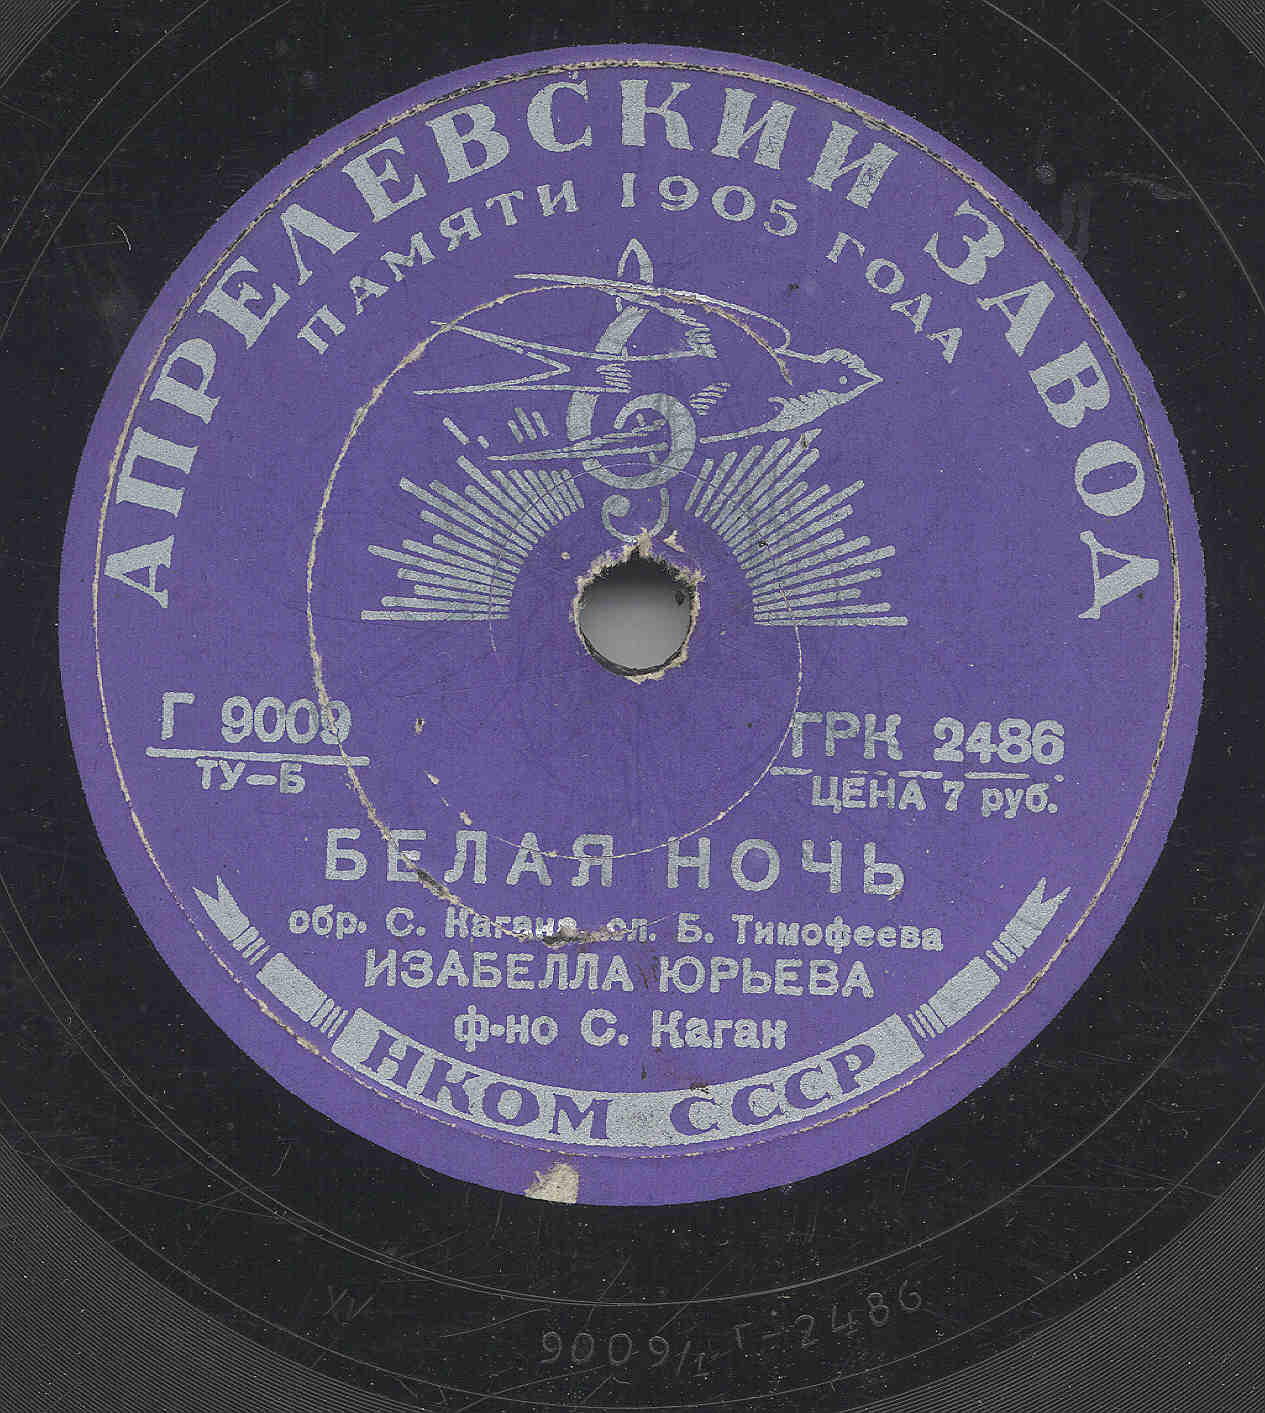 АПРЕЛЕВСКИЙ ЗАВОД
ПАМЯТИ 1905 ГОДА
Г 9009
ТУ-Б
ГРК 2486
ЦЕНА 7 руб.
БЕЛАЯ НОЧЬ
обр. С. Кагана, сл. Б. Тимофеева
ИЗАБЕЛЛА ЮРЬЕВА
ф-но С. Каган
НКОМ СССР
XIV
9009/1 Г-2486